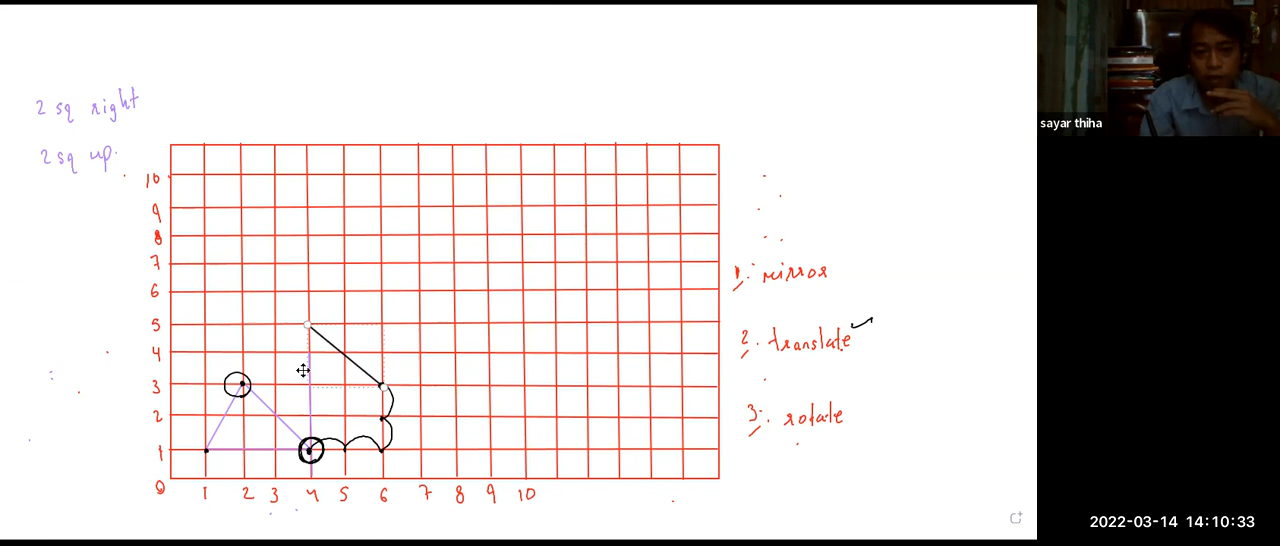 2 sq right
2 sq up.
10
9
8
7
6
5
4
3
2
1
0
1 2 3 4 5 6 7 8 9 10
1. mirror
2. translate
3. rotate
sayar thiha
2022-03-14 14:10:33